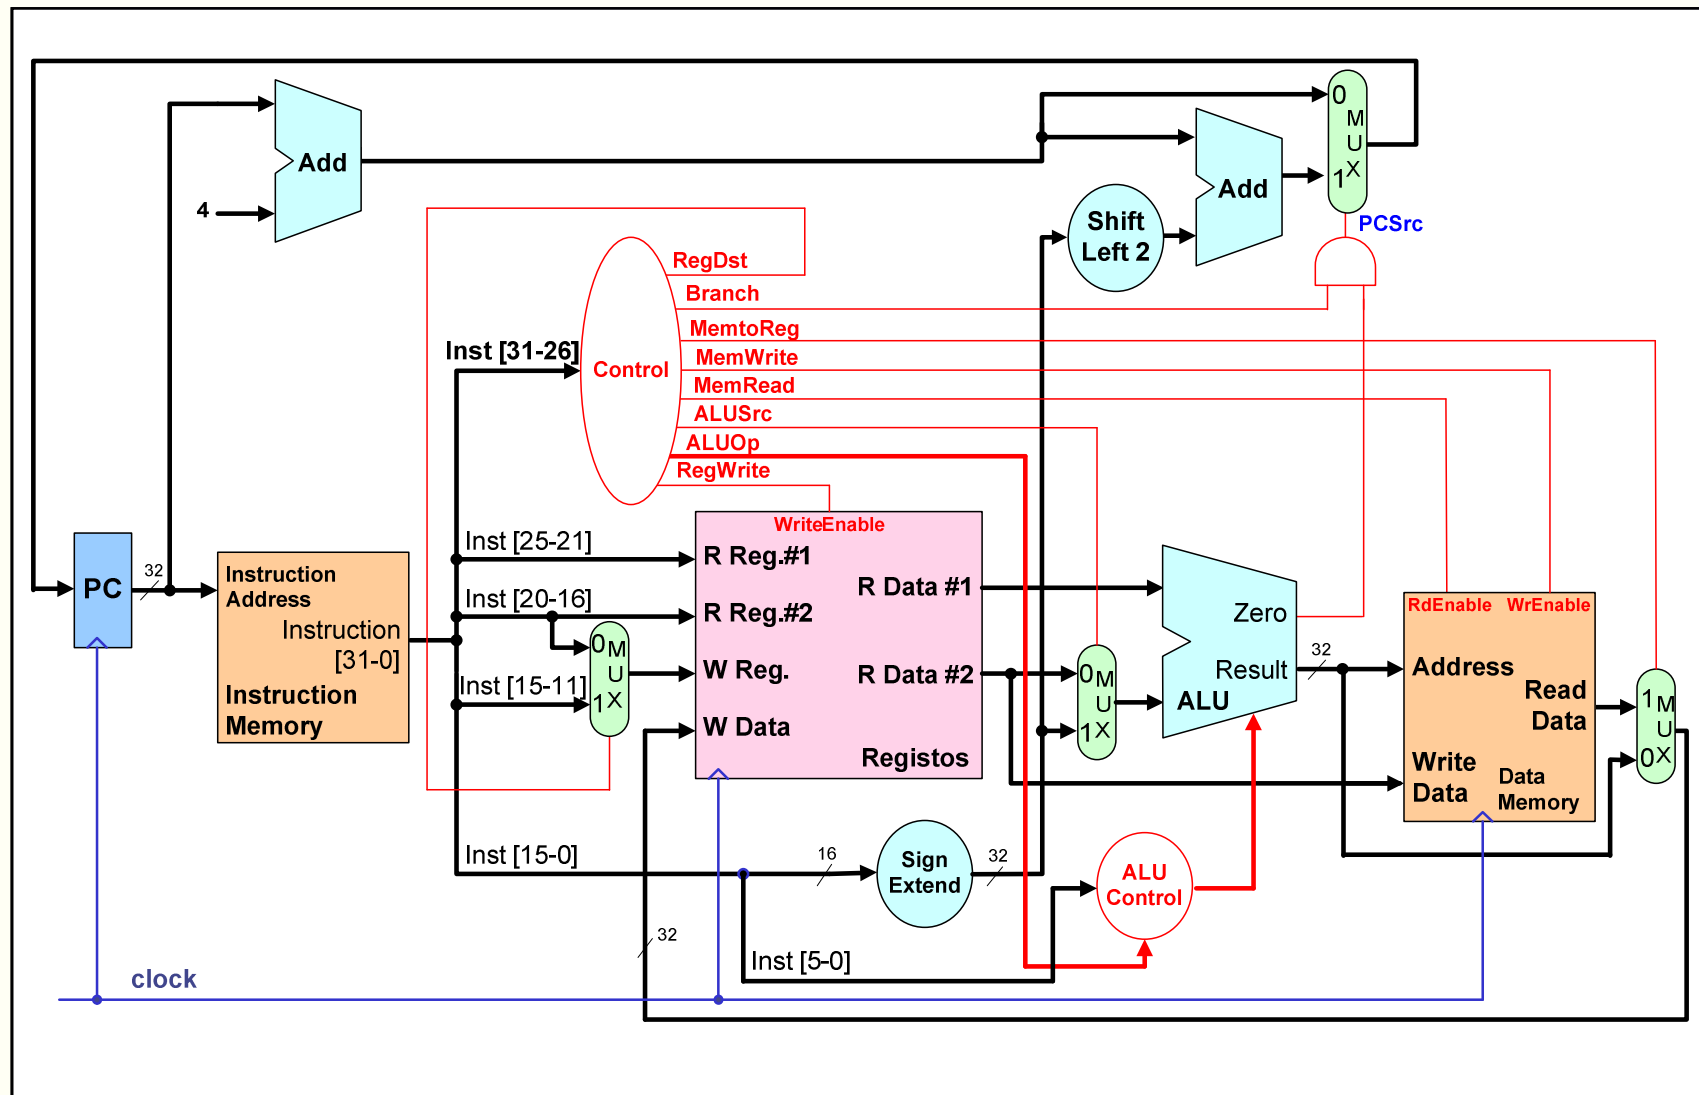 0
M
U
X
1
Add
4
Add
Shift
Left 2
PCSrc
RegDst
Branch
MemtoReg
MemWrite
MemRead
ALUSrc
ALUOp
RegWrite
Inst [31-26]
Control
WriteEnable
Inst [25-21]
R Reg.#1
Inst [20-16]
R Reg.#2
0
M
U
X
1
W Reg.
Inst [15-11]
W Data
R Data #1
R Data #2
Registos
PC
32
Instruction
Address
Instruction
[31-0]
Instruction
Memory
0
M
U
X
1
Zero
Result
ALU
32
RdEnable
WrEnable
Address
Read
Data
Write
Data
Data
Memory
1
M
U
X
0
Inst [15-0]
16
Sign
Extend
32
ALU
Control
32
Inst [5-0]
clock